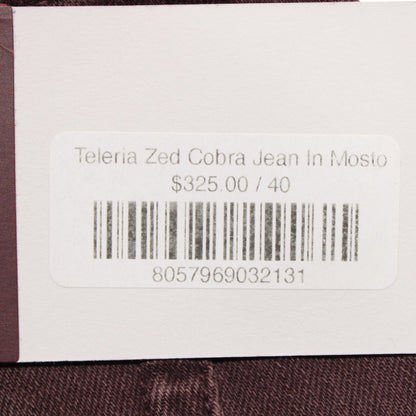 Teleria Zed Cobra Jean In Mosto
$325.00 / 40
8057969032131